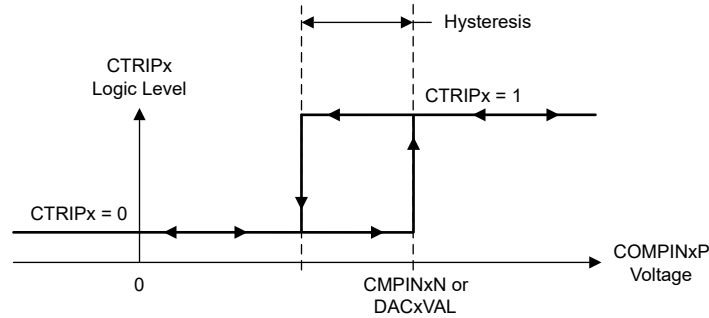 Hysteresis
CTRIPx
Logic Level
CTRIPx = 1
CTRIPx = 0
COMPINxP
Voltage
0
CMPINxN or
DACxVAL